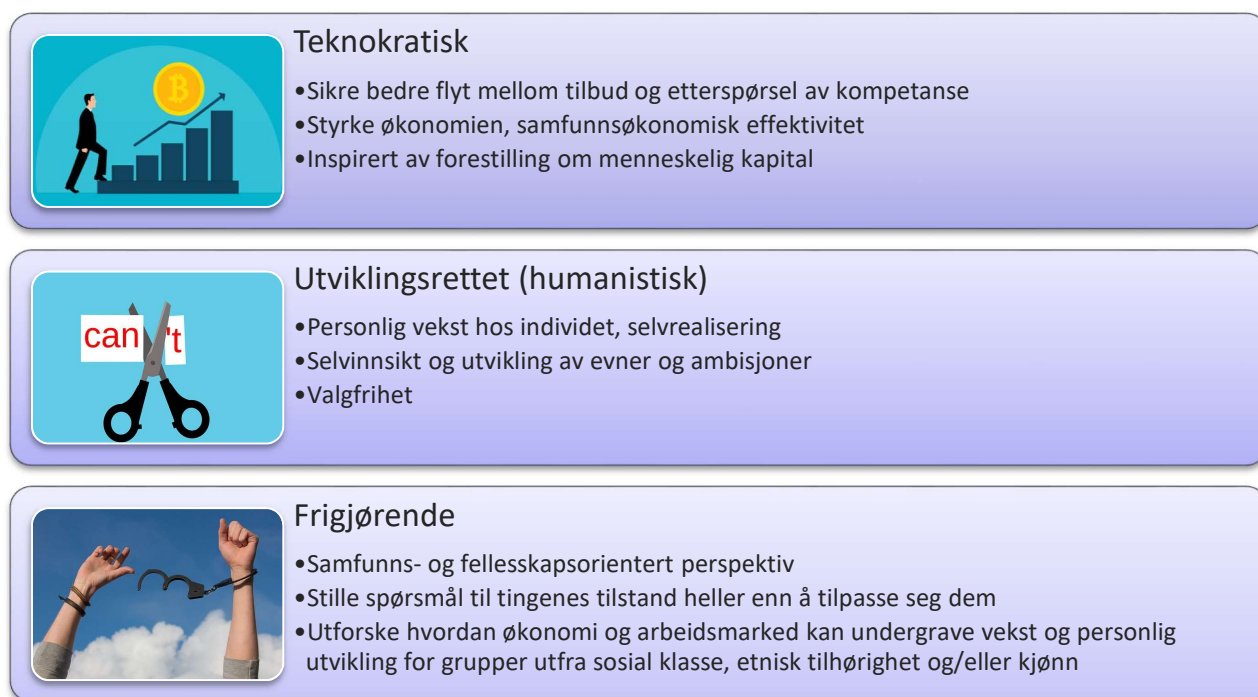 Teknokratisk
•Sikre bedre flyt mellom tilbud og etterspørsel av kompetanse
•Styrke økonomien, samfunnsøkonomisk effektivitet
•Inspirert av forestilling om menneskelig kapital
can 't
Utviklingsrettet (humanistisk)
•Personlig vekst hos individet, selvrealisering
•Selvinnsikt og utvikling av evner og ambisjoner
•Valgfrihet
Frigjørende
•Samfunns- og fellesskapsorientert perspektiv
•Stille spørsmål til tingenes tilstand heller enn å tilpasse seg dem
•Utforske hvordan økonomi og arbeidsmarked kan undergrave vekst og personlig
utvikling for grupper utfra sosial klasse, etnisk tilhørighet og/eller kjønn